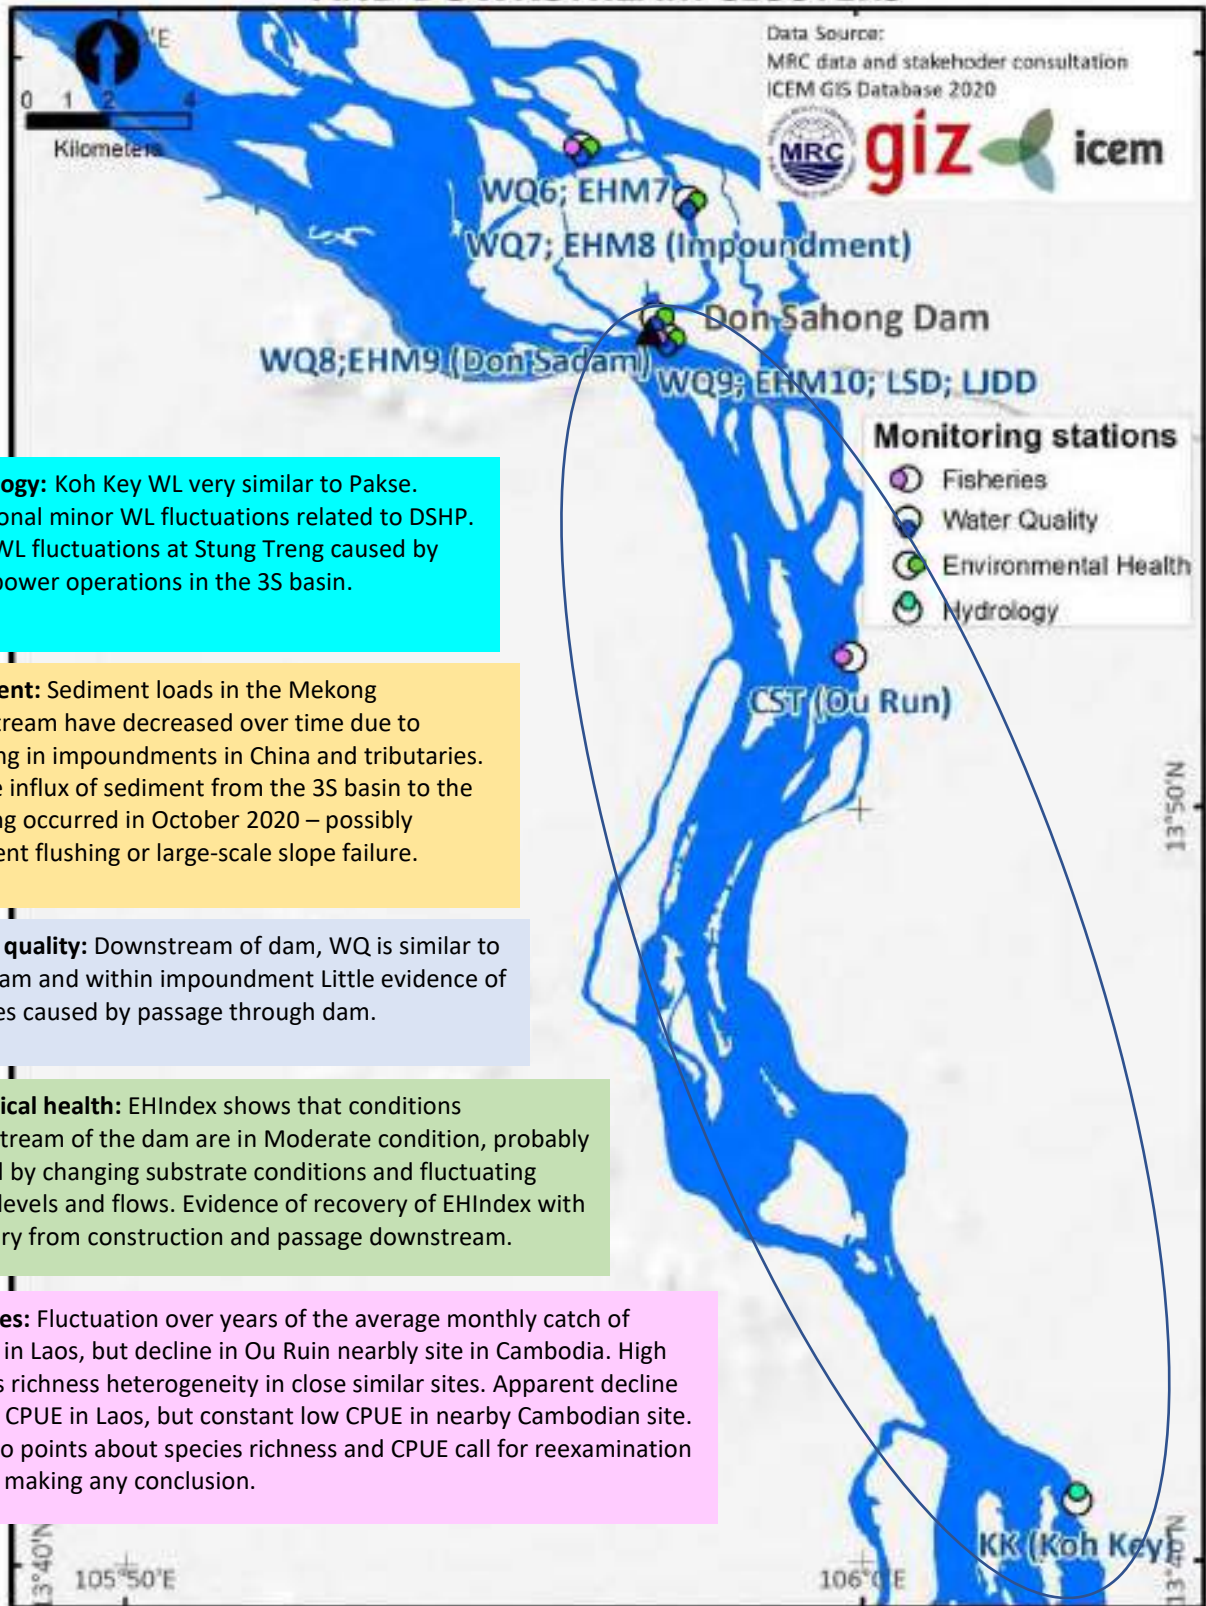 Data Source:
MRC data and stakehoder consultation
ICEM GIS Database 2020
MRC giz icem
0 1 2 4
Kilometers
WQ6; EHM7
WQ7; EHM8 (Impoundment)
Don Sahong Dam
WQ8;EHM9 (Don Sadam)
WQ9; EHM10; LSD; LJDD
Monitoring stations
Fisheries
Water Quality
Environmental Health
Hydrology
ogy: Koh Key WL very similar to Pakse.
onal minor WL fluctuations related to DSHP.
WL fluctuations at Stung Treng caused by
power operations in the 3S basin.
ent: Sediment loads in the Mekong
tream have decreased over time due to
ng in impoundments in China and tributaries.
e influx of sediment from the 3S basin to the
ng occurred in October 2020 – possibly
ent flushing or large-scale slope failure.
CST (Ou Run)
13°50'N
quality: Downstream of dam, WQ is similar to
am and within impoundment Little evidence of
es caused by passage through dam.
ical health: EHIndex shows that conditions
tream of the dam are in Moderate condition, probably
d by changing substrate conditions and fluctuating
levels and flows. Evidence of recovery of EHIndex with
ry from construction and passage downstream.
es: Fluctuation over years of the average monthly catch of
in Laos, but decline in Ou Ruin nearbly site in Cambodia. High
s richness heterogeneity in close similar sites. Apparent decline
CPUE in Laos, but constant low CPUE in nearby Cambodian site.
o points about species richness and CPUE call for reexamination
making any conclusion.
KK (Koh Key)
13°40'N
105°50'E
106°0'E
13°40'N